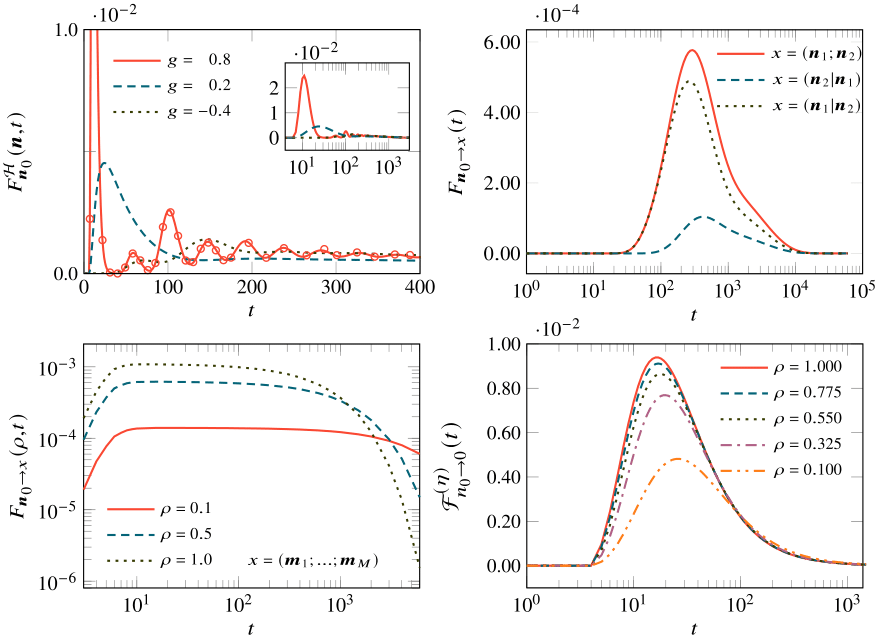 ·10⁻²
1.0
0.0
F^ℋ_𝒏₀(𝒏,t)
g = 0.8
g = 0.2
g = −0.4
·10⁻²
2
1
0
10¹ 10² 10³
0 100 200 300 400
t
·10⁻⁴
6.00
4.00
2.00
0.00
F_𝒏₀→x(t)
x = (𝒏₁; 𝒏₂)
x = (𝒏₂|𝒏₁)
x = (𝒏₁|𝒏₂)
10⁰ 10¹ 10² 10³ 10⁴ 10⁵
t
10⁻³
10⁻⁴
10⁻⁵
10⁻⁶
F_𝒏₀→x(ρ,t)
ρ = 0.1
ρ = 0.5
ρ = 1.0 x = (𝒎₁; ...; 𝒎_M)
10¹ 10² 10³
t
·10⁻²
1.00
0.80
0.60
0.40
0.20
0.00
ℱ^(η)_n₀→0(t)
ρ = 1.000
ρ = 0.775
ρ = 0.550
ρ = 0.325
ρ = 0.100
10⁰ 10¹ 10² 10³
t